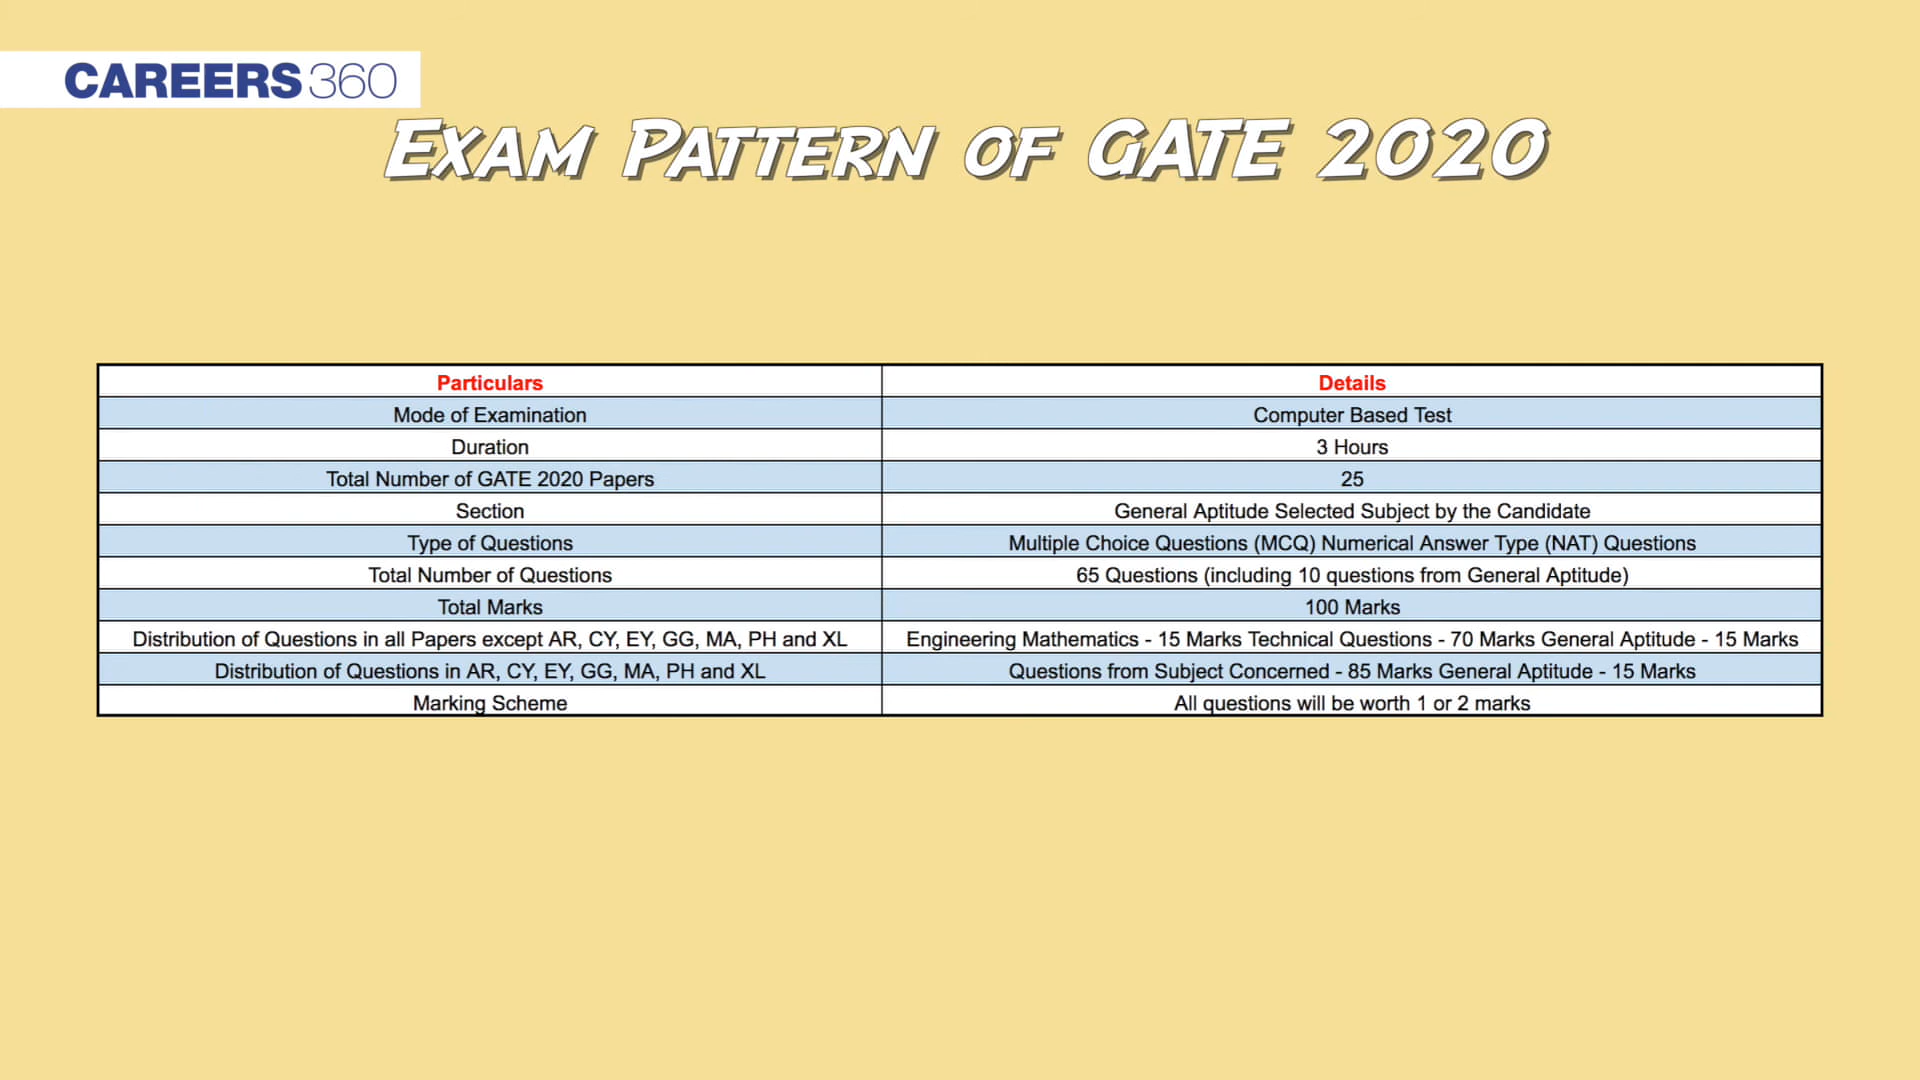 CAREERS360
EXAM PATTERN OF GATE 2020
Particulars Details
Mode of Examination Computer Based Test
Duration 3 Hours
Total Number of GATE 2020 Papers 25
Section General Aptitude Selected Subject by the Candidate
Type of Questions Multiple Choice Questions (MCQ) Numerical Answer Type (NAT) Questions
Total Number of Questions 65 Questions (including 10 questions from General Aptitude)
Total Marks 100 Marks
Distribution of Questions in all Papers except AR, CY, EY, GG, MA, PH and XL Engineering Mathematics - 15 Marks Technical Questions - 70 Marks General Aptitude - 15 Marks
Distribution of Questions in AR, CY, EY, GG, MA, PH and XL Questions from Subject Concerned - 85 Marks General Aptitude - 15 Marks
Marking Scheme All questions will be worth 1 or 2 marks